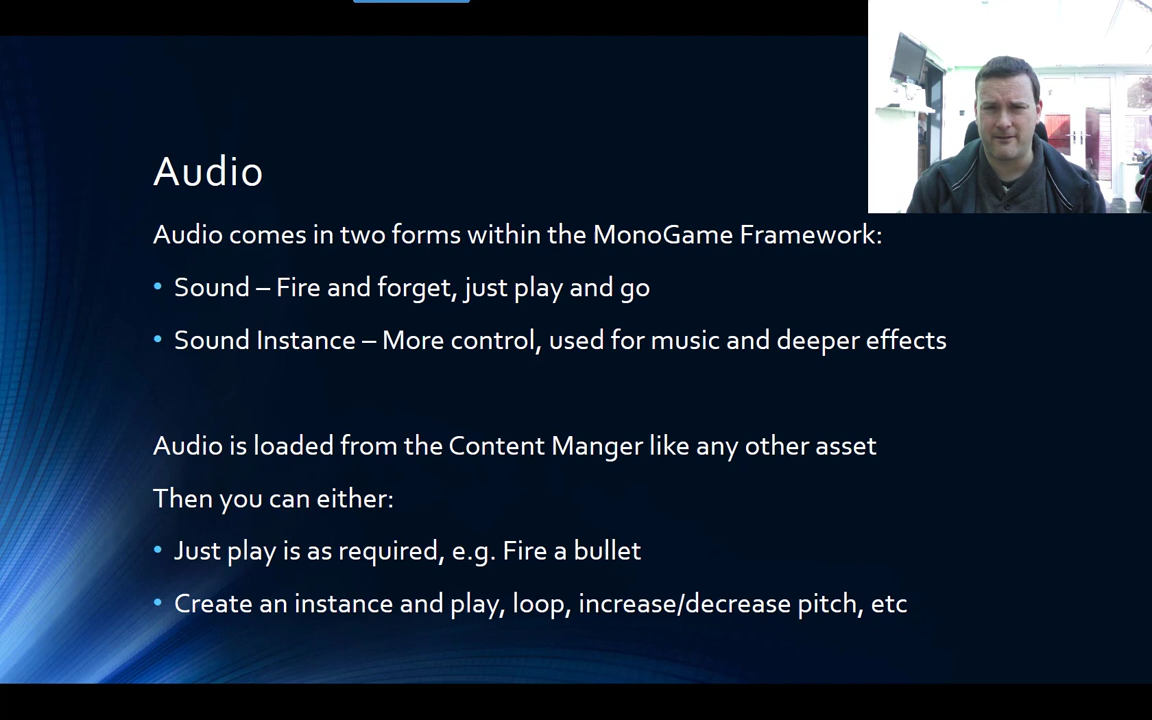 Audio
Audio comes in two forms within the MonoGame Framework:
• Sound – Fire and forget, just play and go
• Sound Instance – More control, used for music and deeper effects
Audio is loaded from the Content Manger like any other asset
Then you can either:
• Just play is as required, e.g. Fire a bullet
• Create an instance and play, loop, increase/decrease pitch, etc